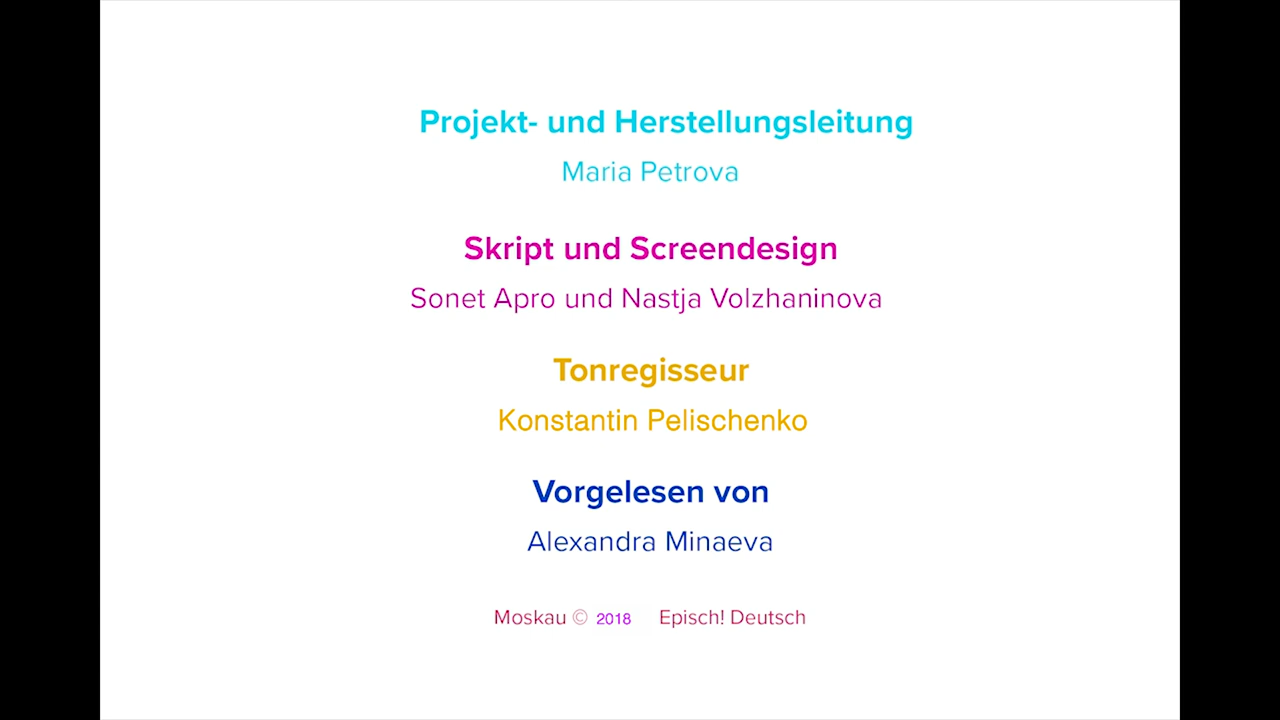 Projekt- und Herstellungsleitung
Maria Petrova
Skript und Screendesign
Sonet Apro und Nastja Volzhaninova
Tonregisseur
Konstantin Pelischenko
Vorgelesen von
Alexandra Minaeva
Moskau © 2018 Episch! Deutsch